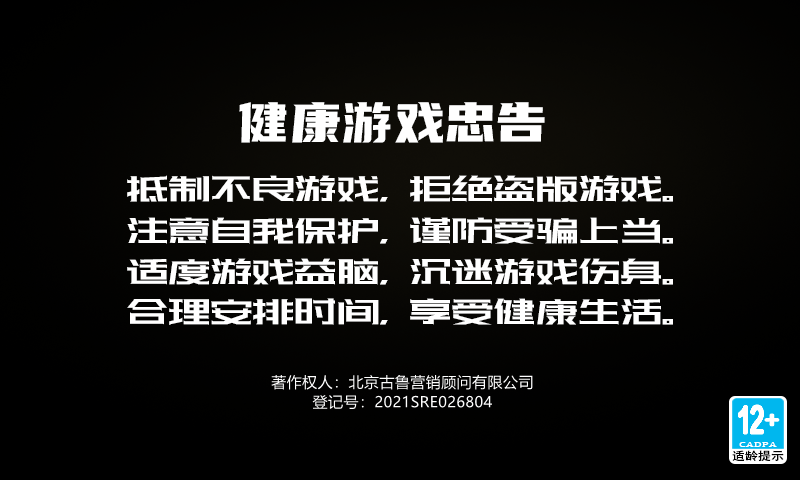 健康游戏忠告
抵制不良游戏, 拒绝盗版游戏。
注意自我保护, 谨防受骗上当。
适度游戏益脑, 沉迷游戏伤身。
合理安排时间, 享受健康生活。
著作权人：北京古鲁营销顾问有限公司
登记号：2021SRE026804
12+
CADPA
适龄提示